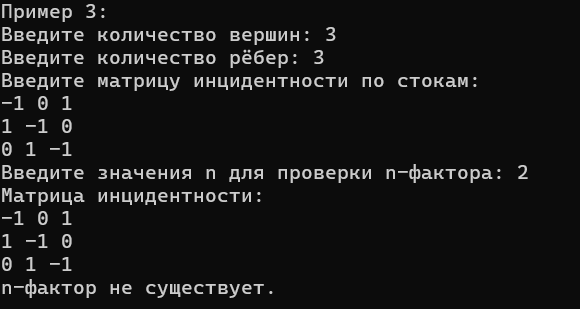 Пример 3:
Введите количество вершин: 3
Введите количество рёбер: 3
Введите матрицу инцидентности по стокам:
-1 0 1
1 -1 0
0 1 -1
Введите значения n для проверки n-фактора: 2
Матрица инцидентности:
-1 0 1
1 -1 0
0 1 -1
n-фактор не существует.